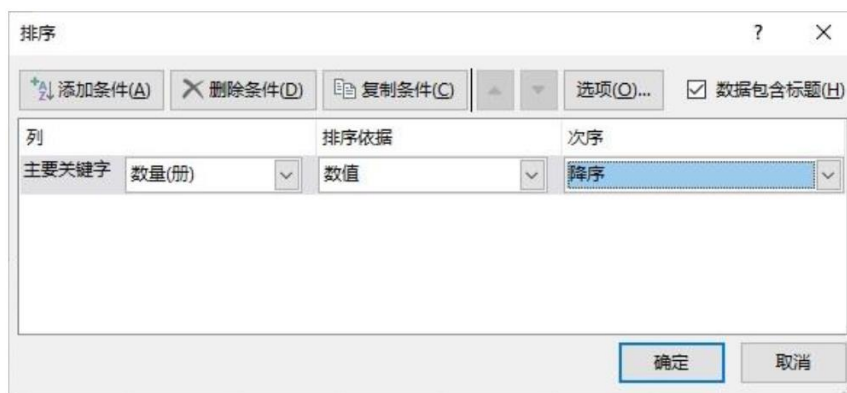 排序 ? ×
添加条件(A) 删除条件(D) 复制条件(C) 选项(O)... 数据包含标题(H)
列 排序依据 次序
主要关键字 数量(册) 数值 降序
确定 取消